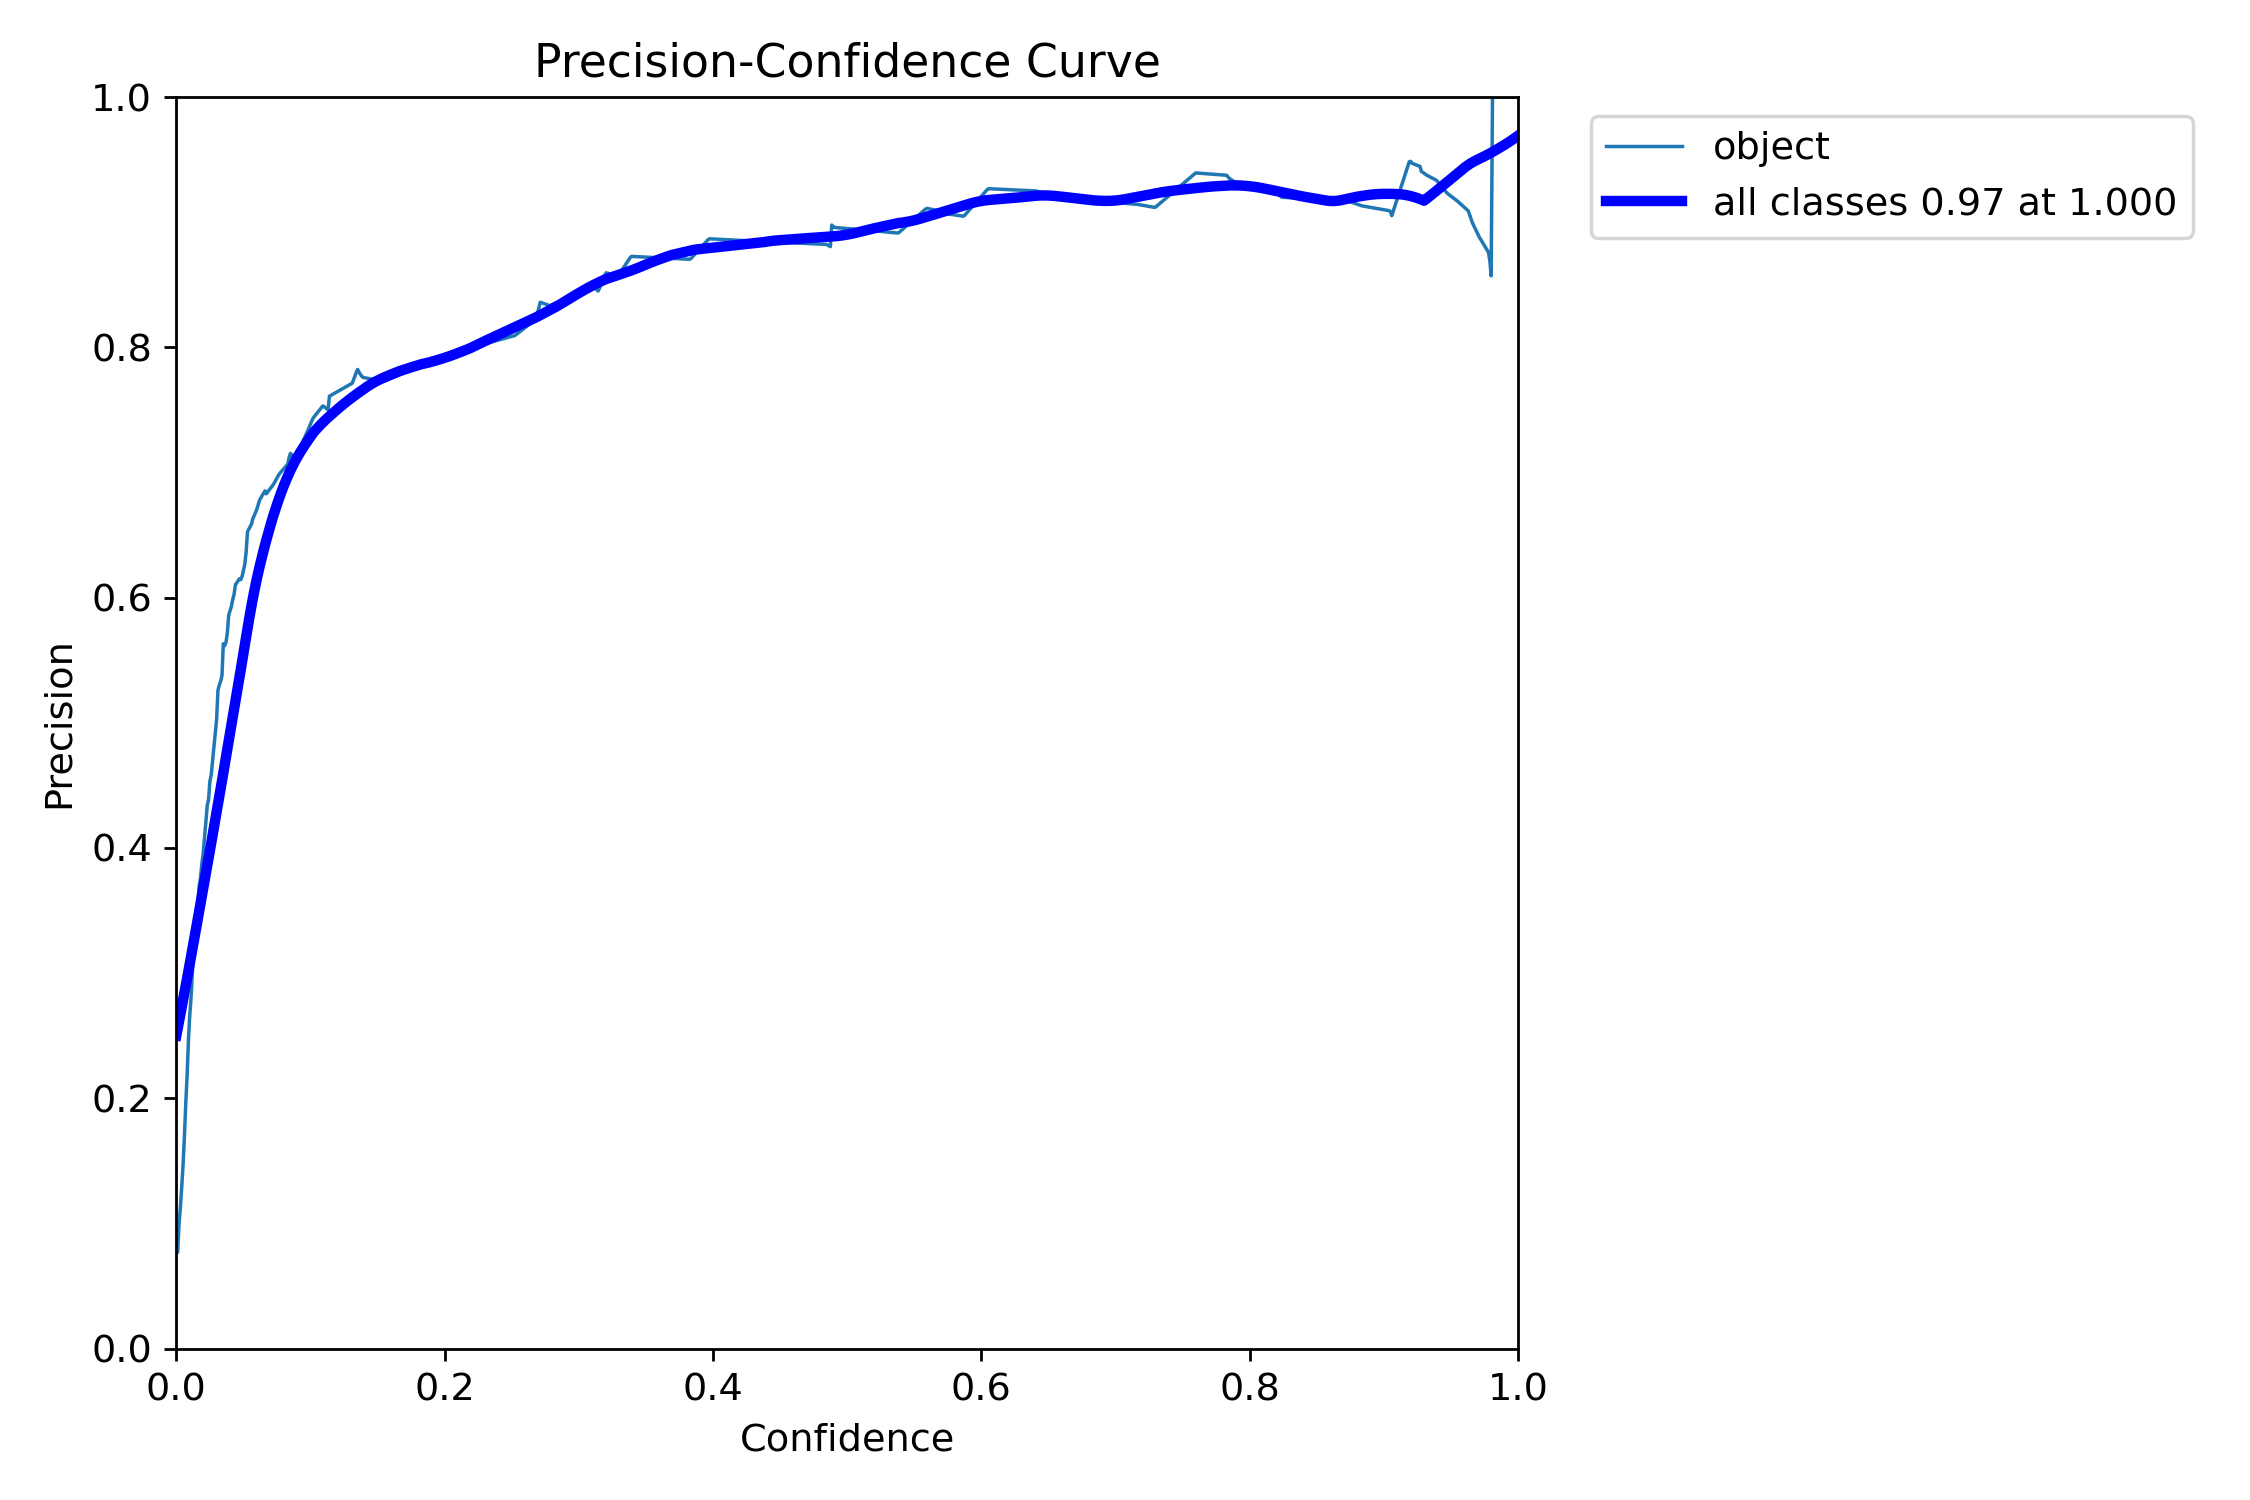 Precision-Confidence Curve
1.0
0.8
0.6
0.4
0.2
0.0
Precision
0.0 0.2 0.4 0.6 0.8 1.0
Confidence
object
all classes 0.97 at 1.000